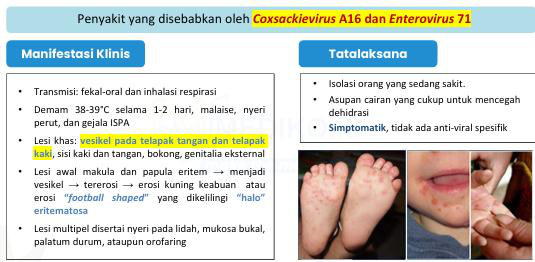 Penyakit yang disebabkan oleh Coxsackievirus A16 dan Enterovirus 71
Manifestasi Klinis
• Transmisi: fekal-oral dan inhalasi respirasi
• Demam 38-39°C selama 1-2 hari, malaise, nyeri
perut, dan gejala ISPA
• Lesi khas: vesikel pada telapak tangan dan telapak
kaki, sisi kaki dan tangan, bokong, genitalia eksternal
• Lesi awal makula dan papula eritem → menjadi
vesikel → tererosi → erosi kuning keabuan atau
erosi “football shaped” yang dikelilingi “halo”
eritematosa
• Lesi multipel disertai nyeri pada lidah, mukosa bukal,
palatum durum, ataupun orofaring
Tatalaksana
• Isolasi orang yang sedang sakit.
• Asupan cairan yang cukup untuk mencegah
dehidrasi
• Simptomatik, tidak ada anti-viral spesifik